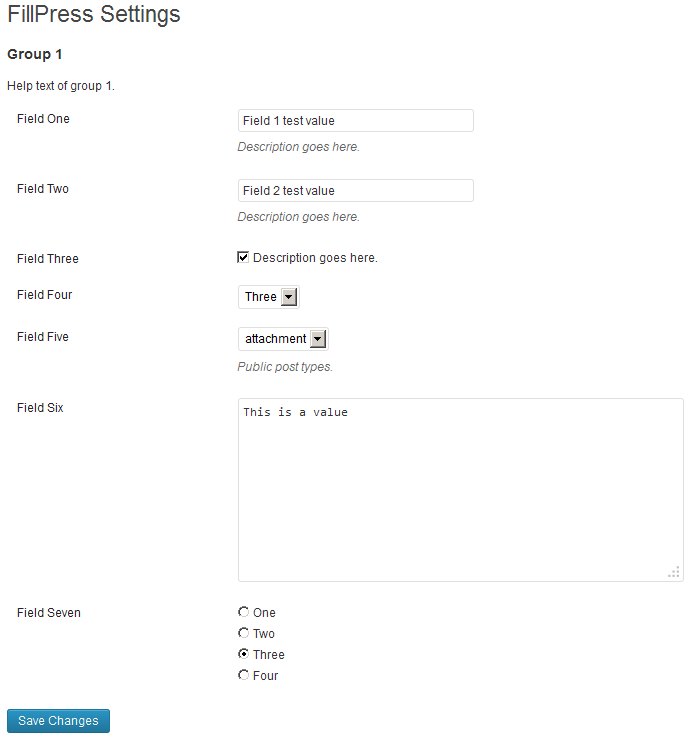 FillPress Settings
Group 1
Help text of group 1.
Field One
Field 1 test value
Description goes here.
Field Two
Field 2 test value
Description goes here.
Field Three
Description goes here.
Field Four
Three
Field Five
attachment
Public post types.
Field Six
This is a value
Field Seven
One
Two
Three
Four
Save Changes